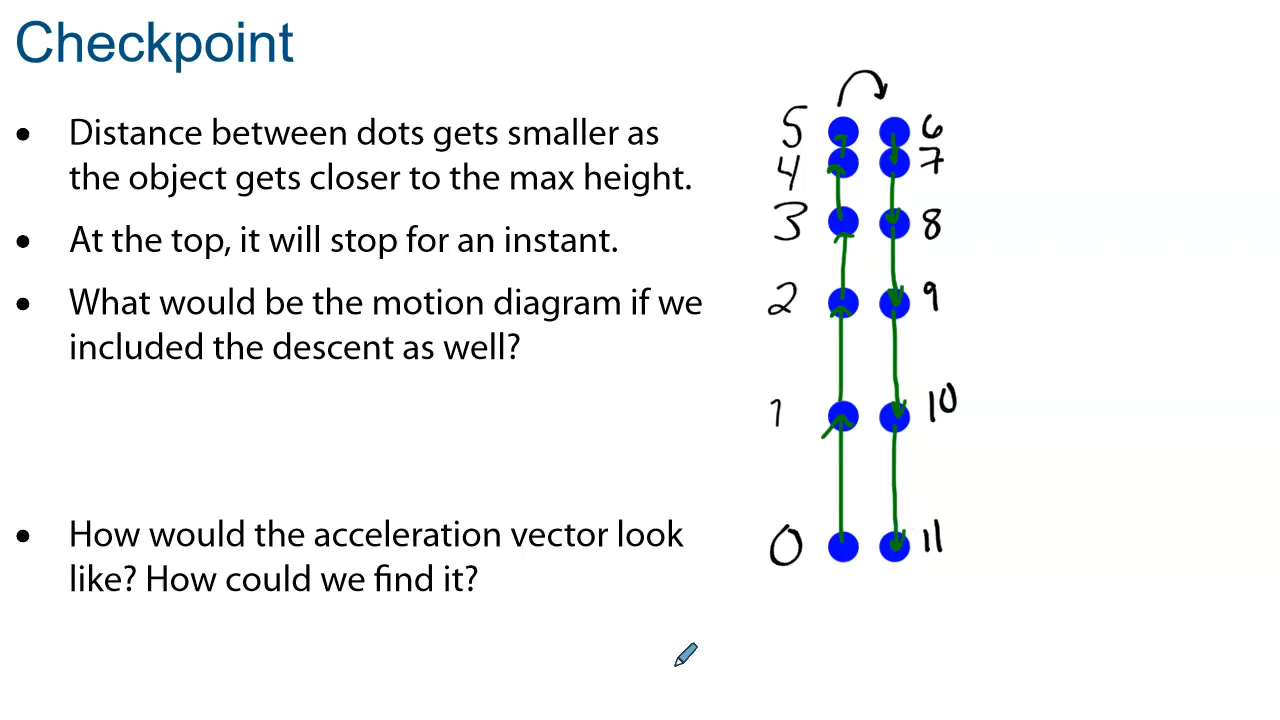 Checkpoint
• Distance between dots gets smaller as
the object gets closer to the max height.
• At the top, it will stop for an instant.
• What would be the motion diagram if we
included the descent as well?
• How would the acceleration vector look
like? How could we find it?
5 6
4 7
3 8
2 9
1 10
0 11